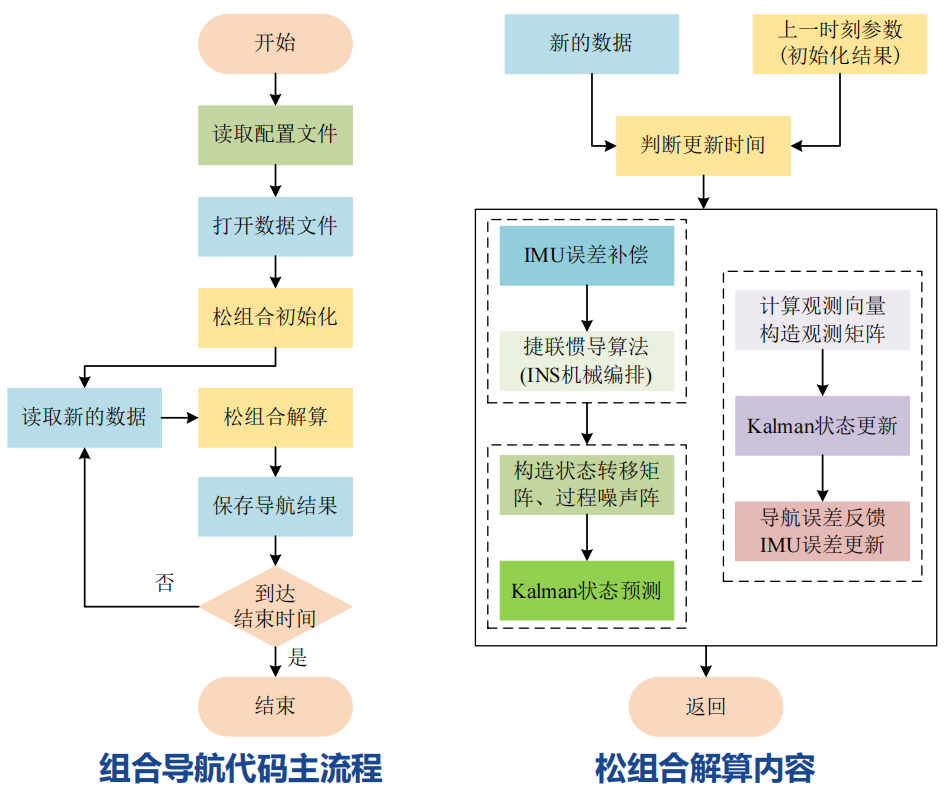 开始
读取配置文件
打开数据文件
松组合初始化
读取新的数据
松组合解算
保存导航结果
到达
结束时间
否
是
结束
组合导航代码主流程
新的数据
上一时刻参数
(初始化结果)
判断更新时间
IMU误差补偿
捷联惯导算法
(INS机械编排)
构造状态转移矩
阵、过程噪声阵
Kalman状态预测
计算观测向量
构造观测矩阵
Kalman状态更新
导航误差反馈
IMU误差更新
返回
松组合解算内容